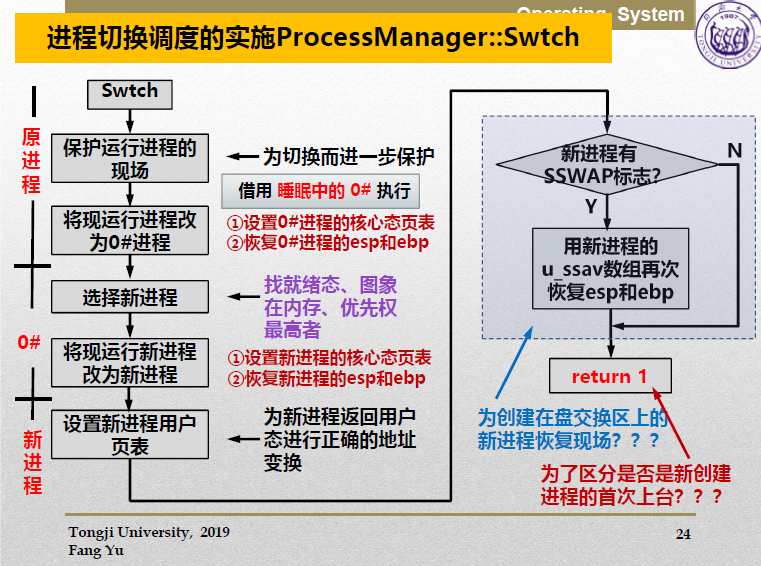 Operating System
进程切换调度的实施ProcessManager::Swtch
1907
TONGJI UNIVERSITY
Swtch
原
进
程
保护运行进程的
现场
为切换而进一步保护
借用 睡眠中的 0# 执行
将现运行进程改
为0#进程
①设置0#进程的核心态页表
②恢复0#进程的esp和ebp
选择新进程
找就绪态、图象
在内存、优先权
最高者
0#
将现运行新进程
改为新进程
①设置新进程的核心态页表
②恢复新进程的esp和ebp
新
进
程
设置新进程用户
页表
为新进程返回用户
态进行正确的地址
变换
新进程有
SSWAP标志？
N
Y
用新进程的
u_ssav数组再次
恢复esp和ebp
return 1
为创建在盘交换区上的
新进程恢复现场？？？
为了区分是否是新创建
进程的首次上台？？？
Tongji University, 2019
Fang Yu
24